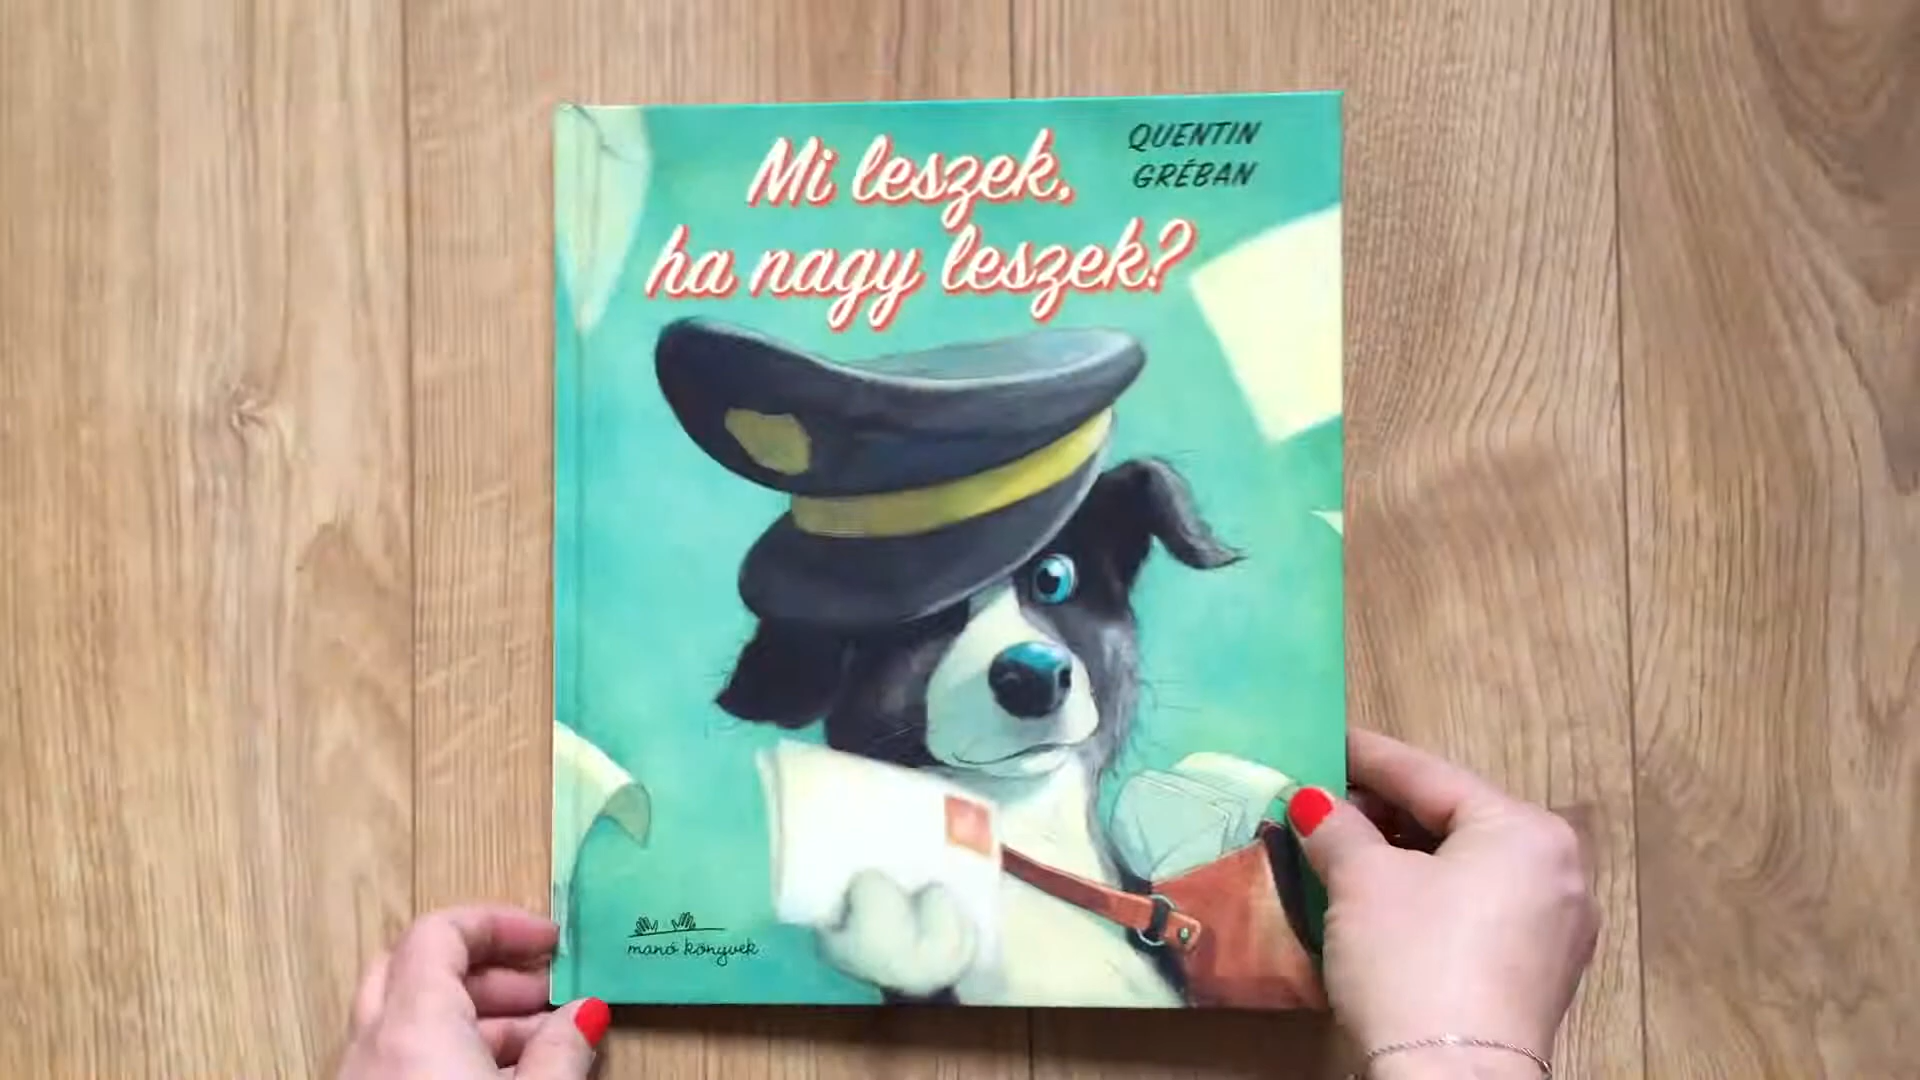 Mi leszek,
ha nagy leszek?
QUENTIN
GRÉBAN
manó könyvek